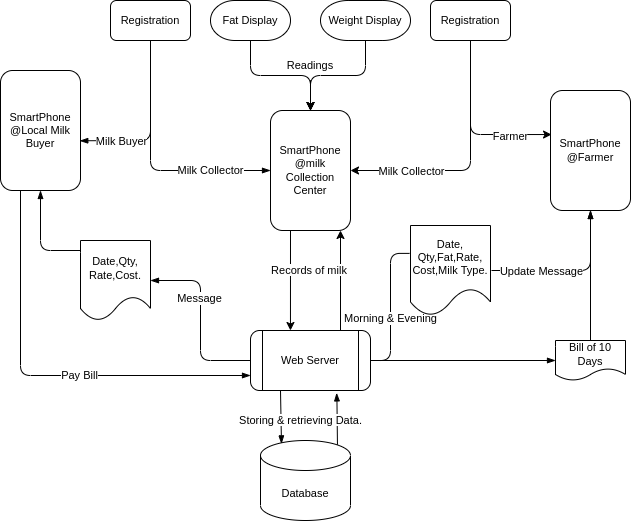 Registration
Fat Display
Weight Display
Registration
Readings
SmartPhone
@Local Milk
Buyer
Milk Buyer
SmartPhone
@milk
Collection
Center
Farmer
SmartPhone
@Farmer
Milk Collector
Milk Collector
Date,Qty,
Rate,Cost.
Message
Records of milk
Date,
Qty,Fat,Rate,
Cost,Milk Type.
Update Message
Morning & Evening
Web Server
Bill of 10
Days
Pay Bill
Storing & retrieving Data.
Database